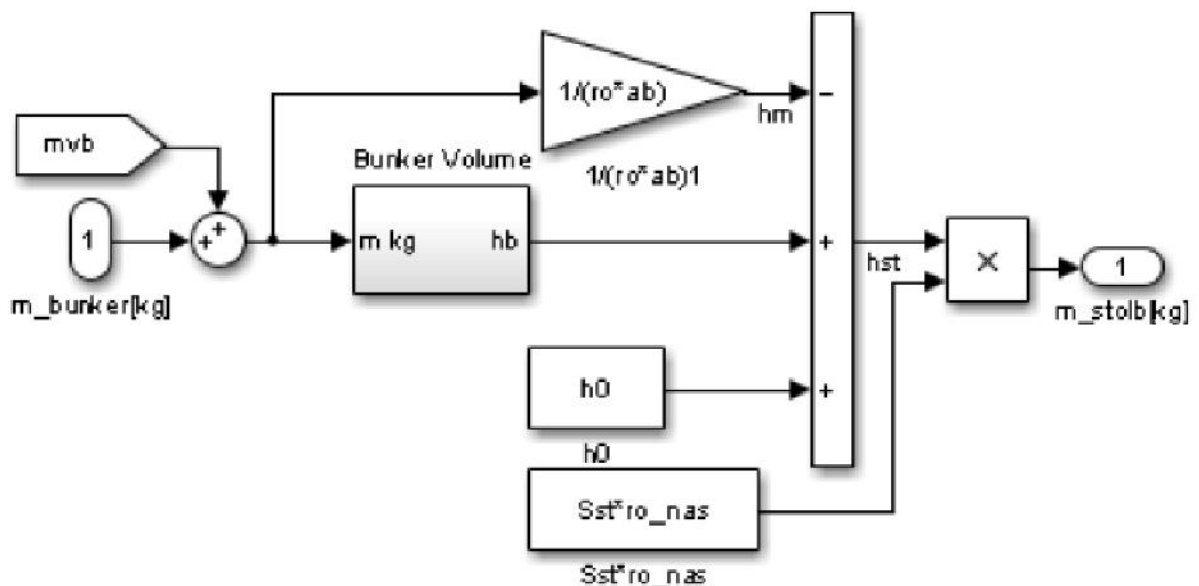 1/(ro*ab)
−
hm
mvb
Bunker Volume
1/(ro*ab)1
+
+
1
m kg
hb
+
hst
×
1
m_bunker[kg]
m_stolb[kg]
h0
+
h0
Sst*ro_nas
Sst*ro_nas